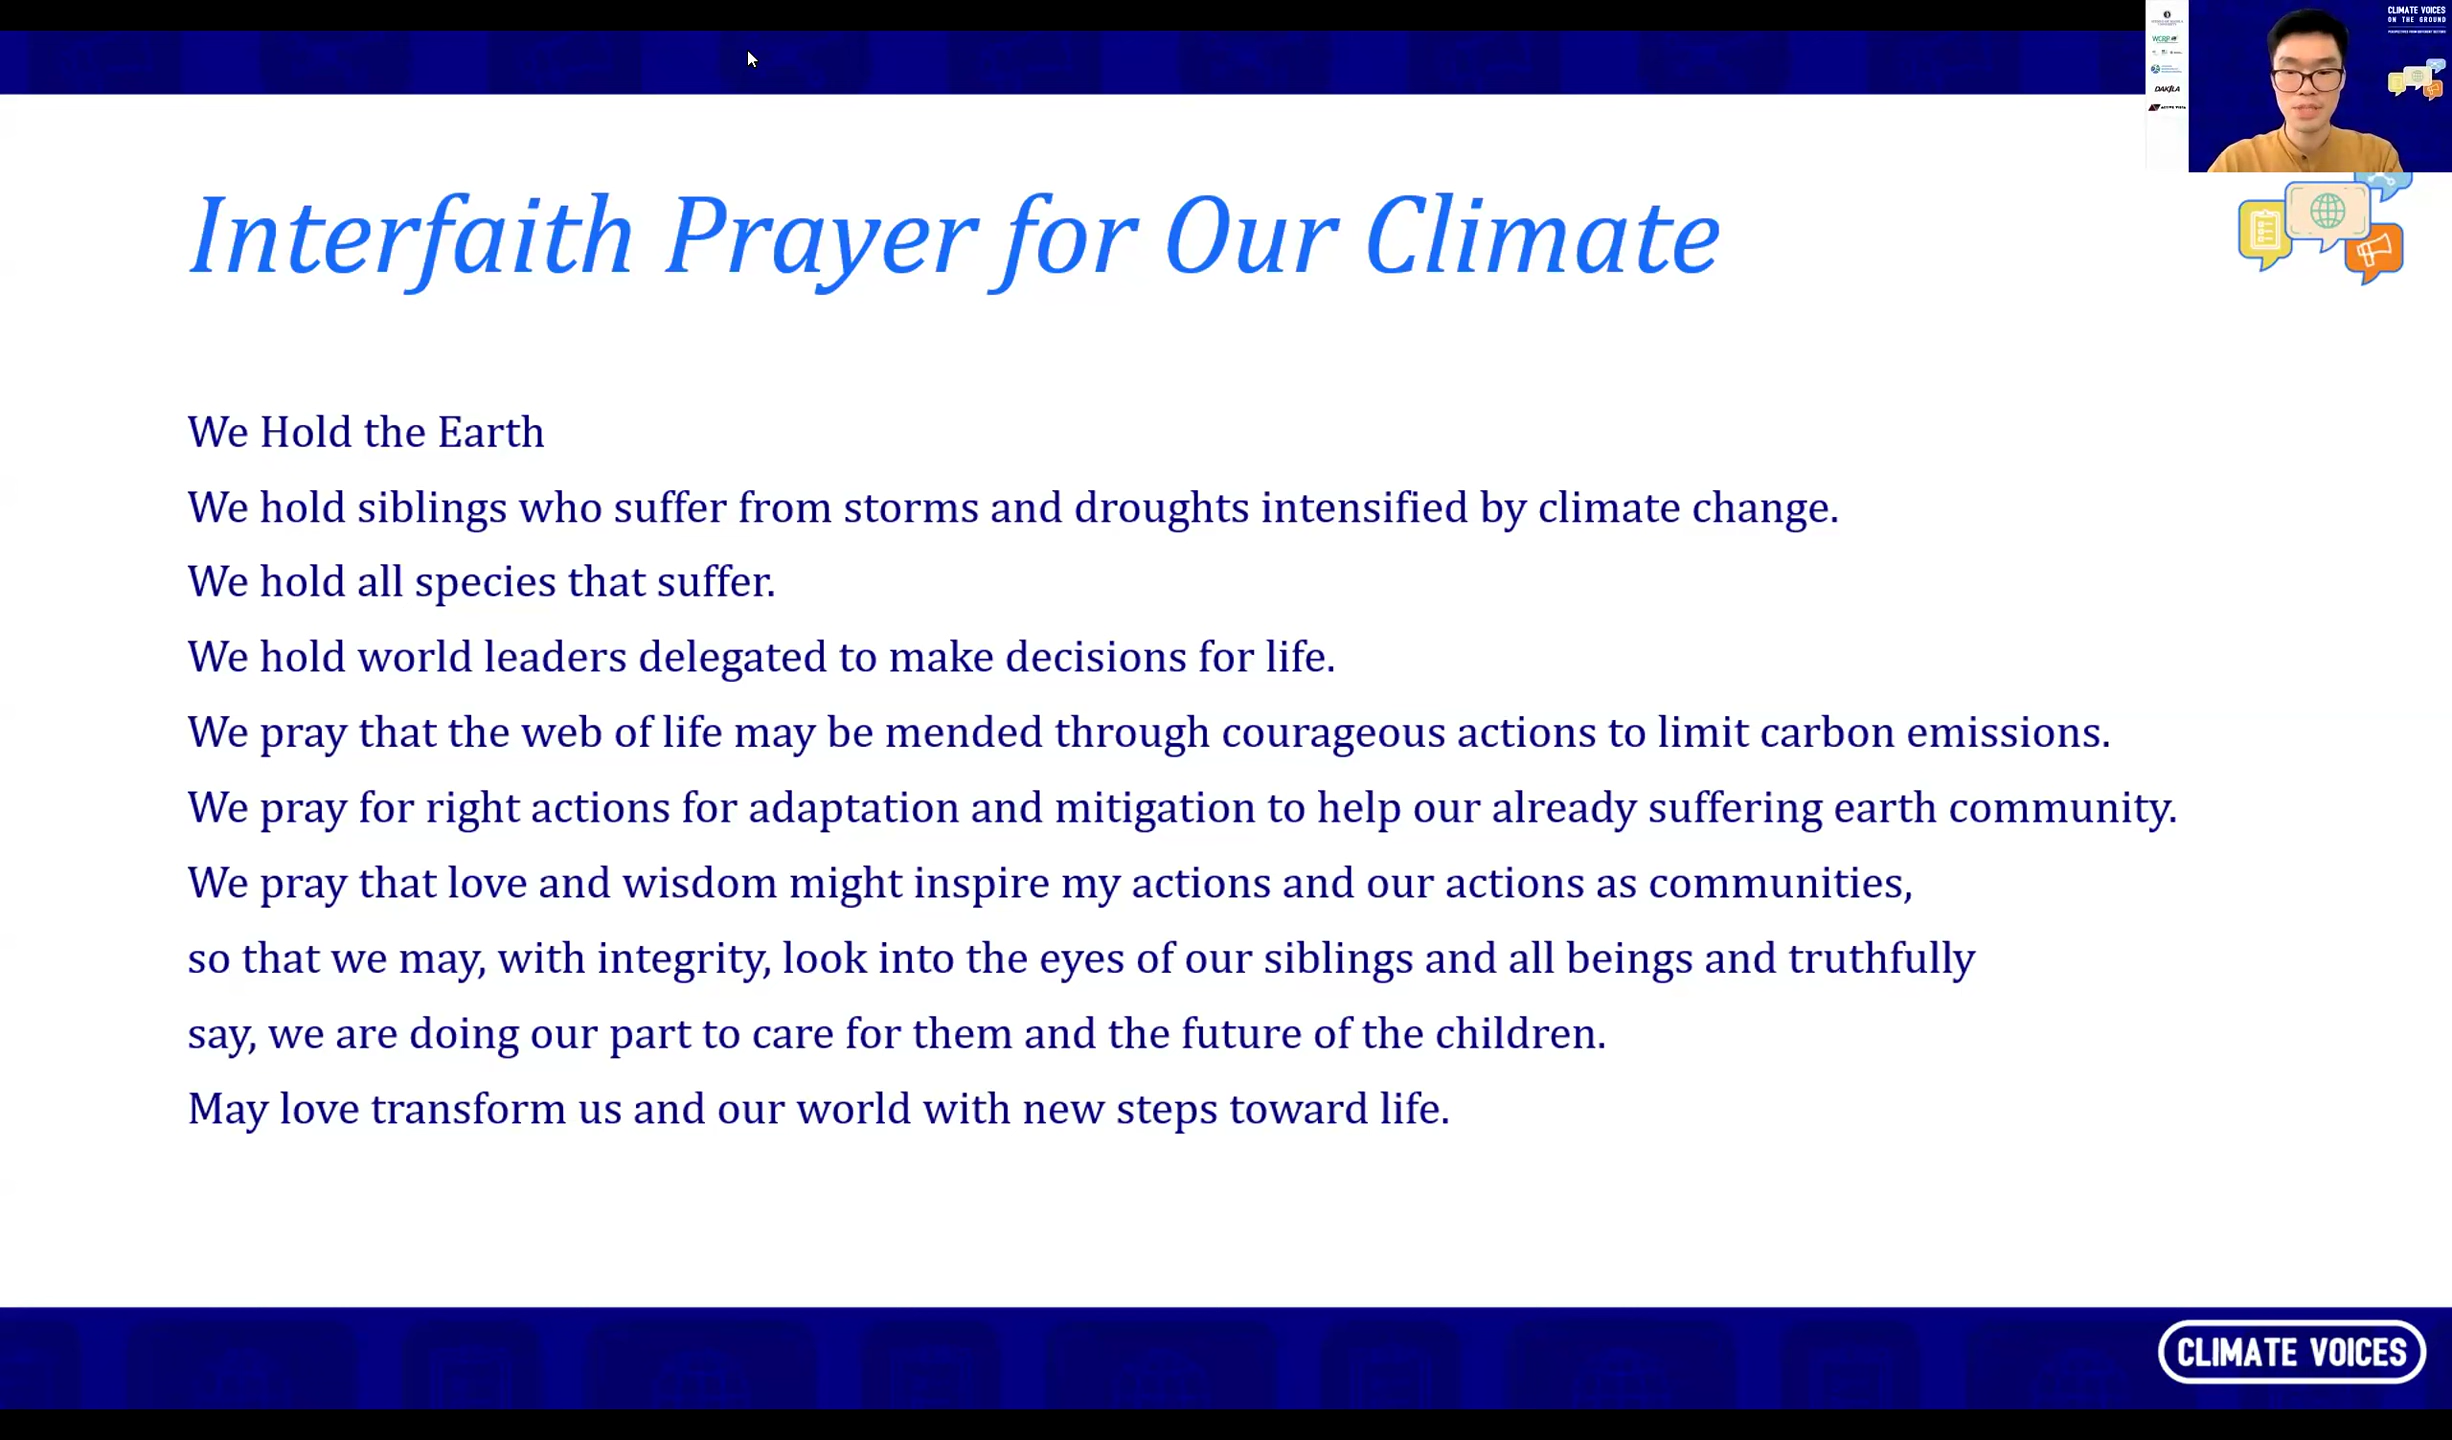 Interfaith Prayer for Our Climate
We Hold the Earth
We hold siblings who suffer from storms and droughts intensified by climate change.
We hold all species that suffer.
We hold world leaders delegated to make decisions for life.
We pray that the web of life may be mended through courageous actions to limit carbon emissions.
We pray for right actions for adaptation and mitigation to help our already suffering earth community.
We pray that love and wisdom might inspire my actions and our actions as communities,
so that we may, with integrity, look into the eyes of our siblings and all beings and truthfully
say, we are doing our part to care for them and the future of the children.
May love transform us and our world with new steps toward life.
CLIMATE VOICES
CLIMATE VOICES
ON THE GROUND
WCRP
DAKILA